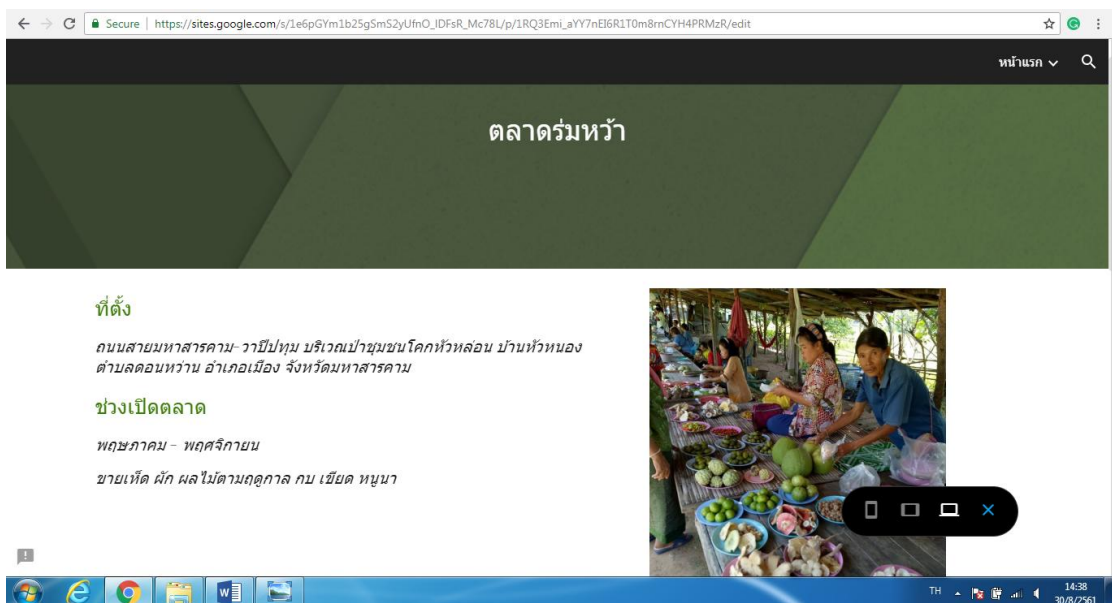 Secure | https://sites.google.com/s/1e6pGYm1b25gSmS2yUfnO_IDFsR_Mc78L/p/1RQ3Emi_aYY7nEI6R1T0m8rnCYH4PRMzR/edit
หน้าแรก
ตลาดร่มหว้า
ที่ตั้ง
ถนนสายมหาสารคาม-วาปีปทุม บริเวณป่าชุมชนโคกหัวหล่อน บ้านหัวหนอง
ตำบลดอนหว่าน อำเภอเมือง จังหวัดมหาสารคาม
ช่วงเปิดตลาด
พฤษภาคม - พฤศจิกายน
ขายเห็ด ผัก ผลไม้ตามฤดูกาล กบ เขียด หนูนา
TH
14:38
30/8/2561